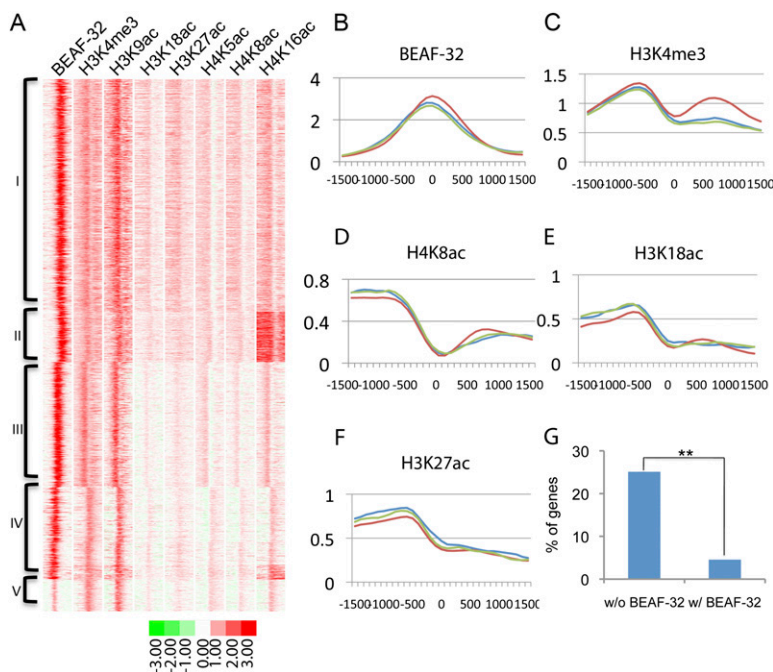 A
BEAF-32
H3K4me3
H3K9ac
H3K18ac
H3K27ac
H4K5ac
H4K8ac
H4K16ac
I
II
III
IV
V
-3.00
-2.00
-1.00
0.00
1.00
2.00
3.00
B
BEAF-32
4
2
0
-1500-1000-500 0 500 1000 1500
C
H3K4me3
1.5
1
0.5
0
-1500-1000-500 0 500 1000 1500
D
H4K8ac
0.8
0.4
0
-1500-1000-500 0 500 1000 1500
E
H3K18ac
1
0.5
0
-1500-1000-500 0 500 1000 1500
F
H3K27ac
1
0.5
0
-1500-1000-500 0 500 1000 1500
G
% of genes
30
20
10
0
**
w/o BEAF-32 w/ BEAF-32